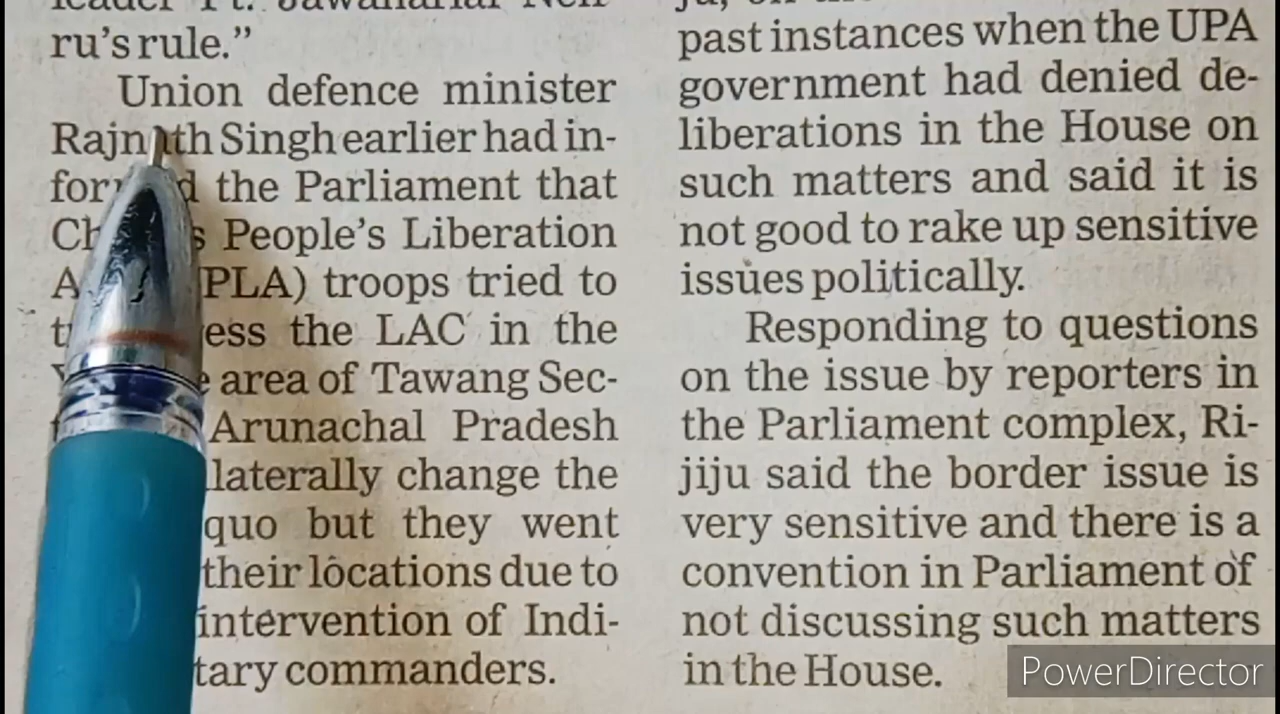 ru's rule."
Union defence minister
Rajnath Singh earlier had in-
the Parliament that
People's Liberation
(PLA) troops tried to
the LAC in the
area of Tawang Sec-
Arunachal Pradesh
laterally change the
quo but they went
their locations due to
intervention of Indi-
tary commanders.
past instances when the UPA
government had denied de-
liberations in the House on
such matters and said it is
not good to rake up sensitive
issues politically.
Responding to questions
on the issue by reporters in
the Parliament complex, Ri-
jiju said the border issue is
very sensitive and there is a
convention in Parliament of
not discussing such matters
in the House.
PowerDirector